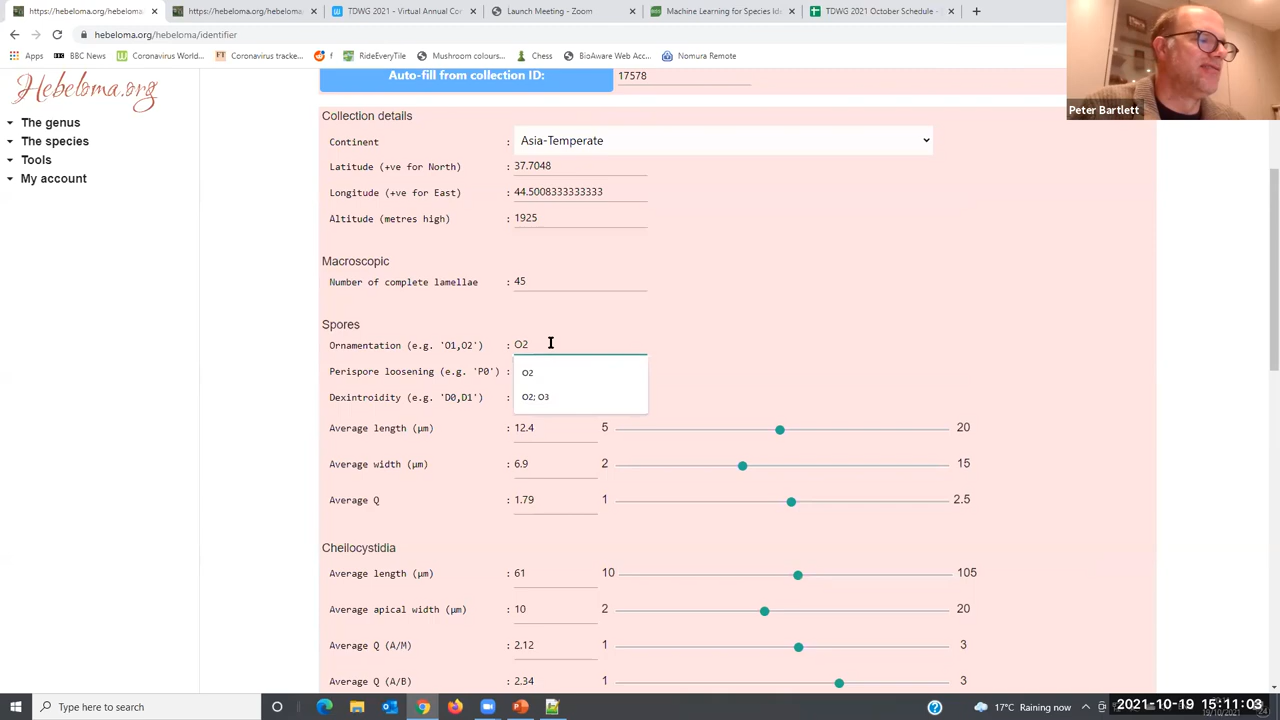 https://hebeloma.org/hebeloma
https://hebeloma.org/hebeloma
TDWG 2021 - Virtual Annual Co
Launch Meeting - Zoom
Machine Learning for Species Ide
TDWG 2021 October Schedule -
hebeloma.org/hebeloma/identifier
Apps
BBC News
Coronavirus World...
Coronavirus tracke...
RideEveryTile
Mushroom colours...
Chess
BioAware Web Acc...
Nomura Research
Peter Bartlett
Hebeloma.org
The genus
The species
Tools
My account
Auto-fill from collection ID: 17578
Collection details
Continent : Asia-Temperate
Latitude (+ve for North) : 37.7048
Longitude (+ve for East) : 44.5008333333333
Altitude (metres high) : 1925
Macroscopic
Number of complete lamellae : 45
Spores
Ornamentation (e.g. 'O1,O2') : O2
O2
O2; O3
Perispore loosening (e.g. 'P0') :
Dexintroidity (e.g. 'D0,D1') :
Average length (μm) : 12.4 5 20
Average width (μm) : 6.9 2 15
Average Q : 1.79 1 2.5
Cheilocystidia
Average length (μm) : 61 10 105
Average apical width (μm) : 10 2 20
Average Q (A/M) : 2.12 1 3
Average Q (A/B) : 2.34 1 3
Type here to search
17°C Raining now
2021-10-19 15:11:03